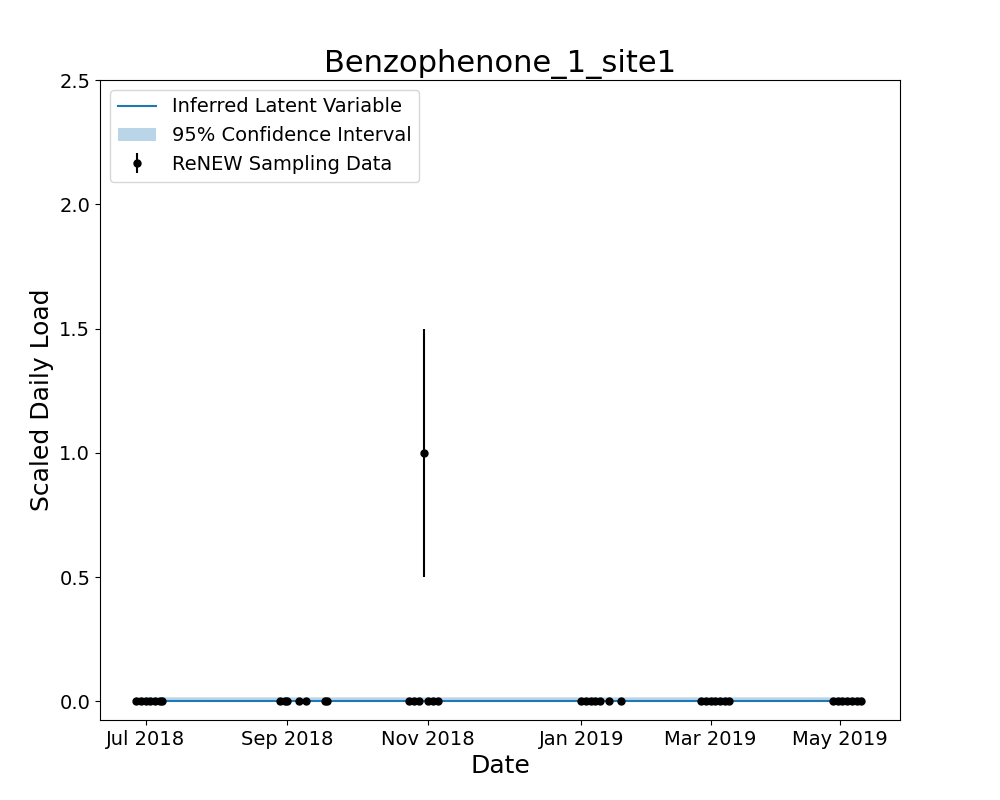 Benzophenone_1_site1
2.5
2.0
1.5
1.0
0.5
0.0
Scaled Daily Load
Inferred Latent Variable
95% Confidence Interval
ReNEW Sampling Data
Jul 2018 Sep 2018 Nov 2018 Jan 2019 Mar 2019 May 2019
Date